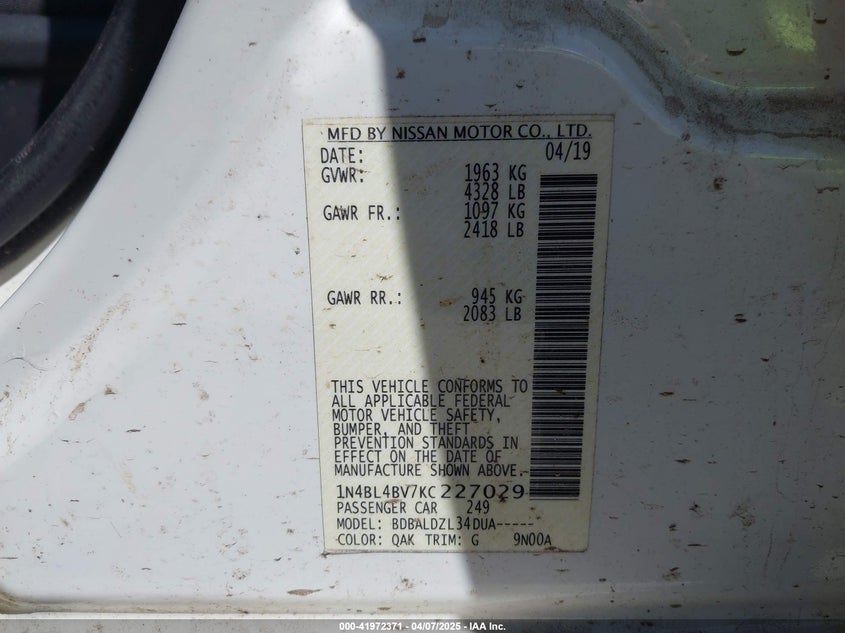 MFD BY NISSAN MOTOR CO., LTD.
DATE: 04/19
GVWR: 1963 KG
4328 LB
GAWR FR.: 1097 KG
2418 LB
GAWR RR.: 945 KG
2083 LB
THIS VEHICLE CONFORMS TO
ALL APPLICABLE FEDERAL
MOTOR VEHICLE SAFETY,
BUMPER, AND THEFT
PREVENTION STANDARDS IN
EFFECT ON THE DATE OF
MANUFACTURE SHOWN ABOVE.
1N4BL4BV7KC227029
PASSENGER CAR 249
MODEL: BDBALDZL34DUA-----
COLOR: QAK TRIM: G 9N00A
000-41972371 - 04/07/2025 - IAA Inc.